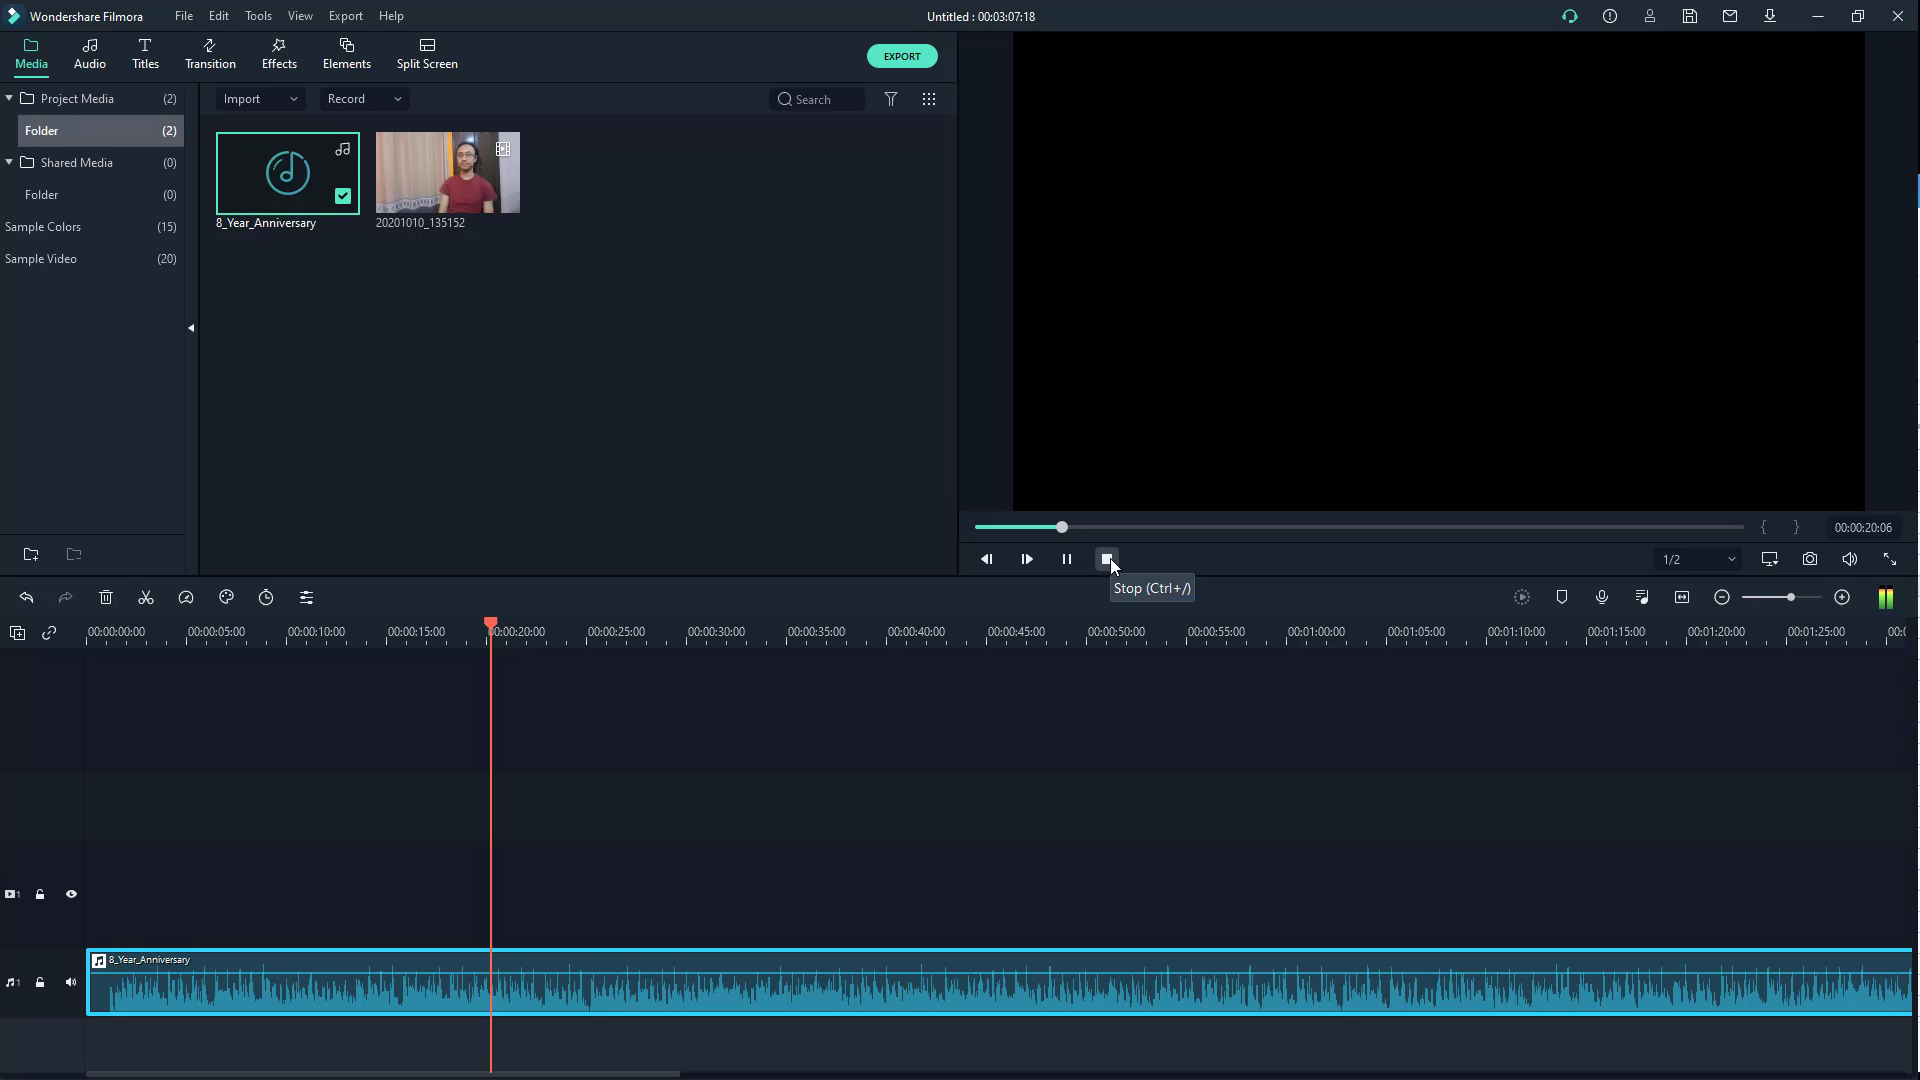 Wondershare Filmora File Edit Tools View Export Help Untitled : 00:03:07:18
Media Audio Titles Transition Effects Elements Split Screen EXPORT
Project Media (2)
Folder (2)
Shared Media (0)
Folder (0)
Sample Colors (15)
Sample Video (20)
Import Record Search
8_Year_Anniversary 20201010_135152
{ } 00:00:20:06
1/2
Stop (Ctrl+/)
00:00:00:00 00:00:05:00 00:00:10:00 00:00:15:00 00:00:20:00 00:00:25:00 00:00:30:00 00:00:35:00 00:00:40:00 00:00:45:00 00:00:50:00 00:00:55:00 00:01:00:00 00:01:05:00 00:01:10:00 00:01:15:00 00:01:20:00 00:01:25:00
1
8_Year_Anniversary
1